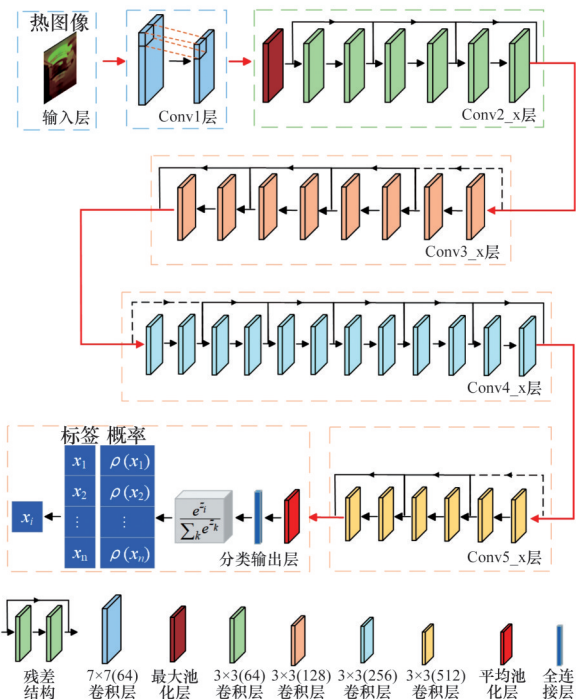 热图像
输入层
Conv1层
Conv2_x层
Conv3_x层
Conv4_x层
标签 概率
x₁ ρ(x₁)
x₂ ρ(x₂)
⋮ ⋮
xₙ ρ(xₙ)
xᵢ
e^{z_i}
∑ₖe^{z_k}
分类输出层
Conv5_x层
残差
结构
7×7(64)
卷积层
最大池
化层
3×3(64)
卷积层
3×3(128)
卷积层
3×3(256)
卷积层
3×3(512)
卷积层
平均池
化层
全连
接层